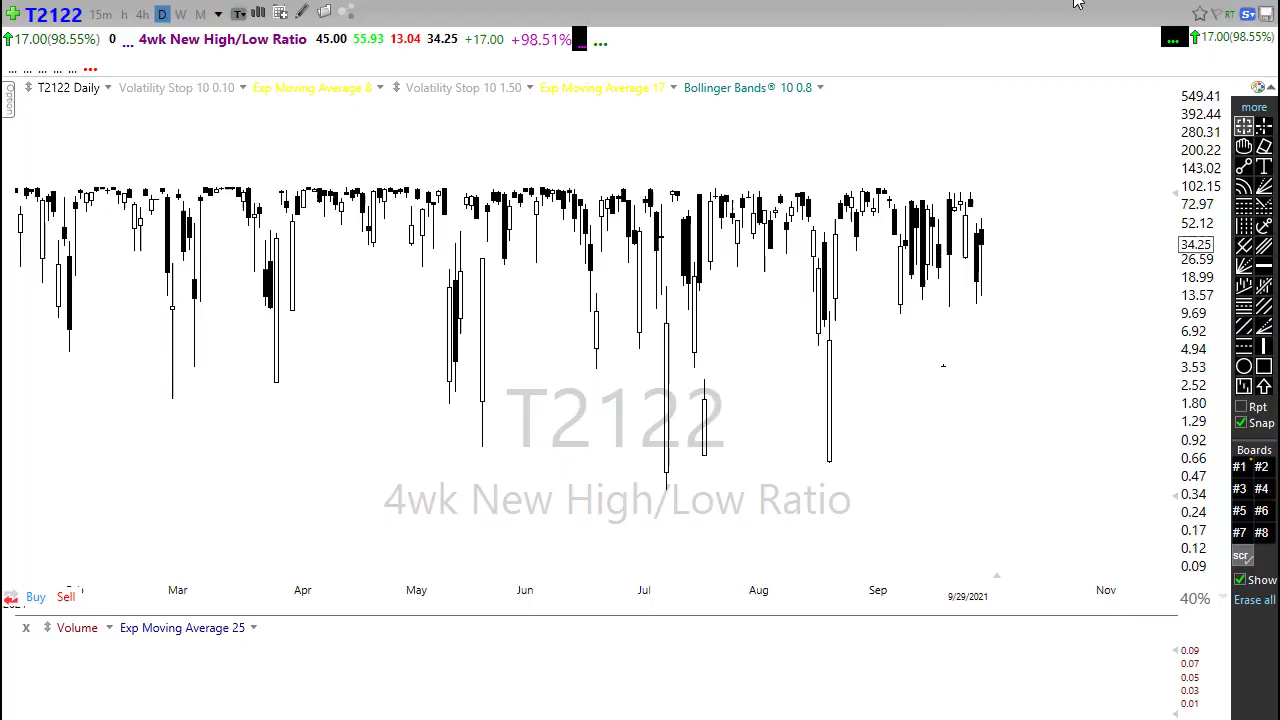 T2122 15m 1h 4h D W M T RT S
17.00(98.55%) 0 ... 4wk New High/Low Ratio 45.00 55.93 13.04 34.25 +17.00 +98.51% ... ... ... 17.00(98.55%)
... ... ... ... ... ...
Option T2122 Daily Volatility Stop 10 0.10 Exp Moving Average 8 Volatility Stop 10 1.50 Exp Moving Average 17 Bollinger Bands® 10 0.8
549.41
392.44
280.31
200.22
143.02
102.15
72.97
52.12
34.25
26.59
18.99
13.57
9.69
6.92
4.94
3.53
2.52
1.80
1.29
0.92
0.66
0.47
0.34
0.24
0.17
0.12
0.09
more
T
Rpt
Snap
Boards
#1 #2
#3 #4
#5 #6
#7 #8
scr
Show
Erase all
T2122
4wk New High/Low Ratio
Mar Apr May Jun Jul Aug Sep 9/29/2021 Nov
Buy Sell 40%
X Volume Exp Moving Average 25
0.09
0.07
0.05
0.03
0.01